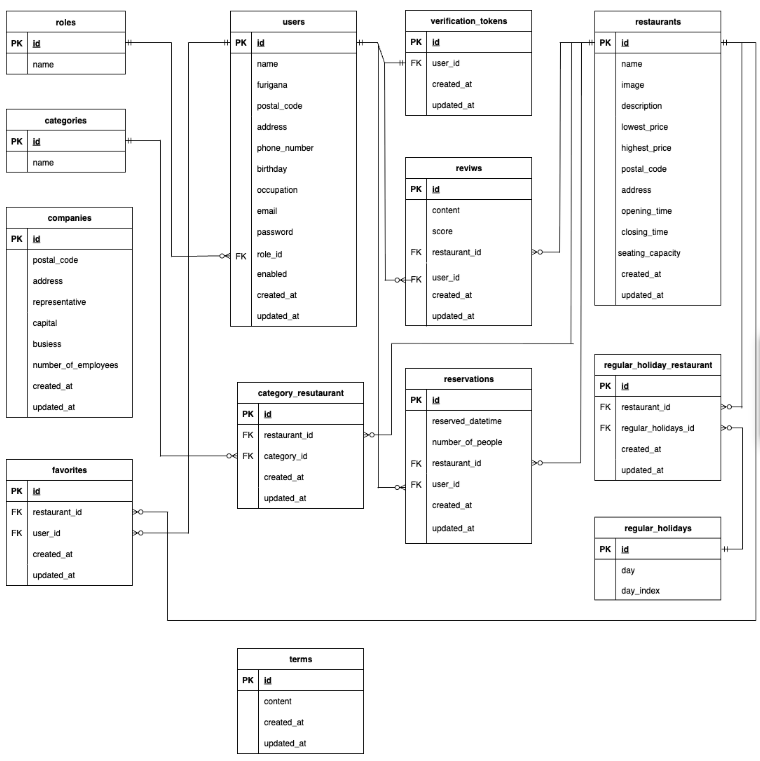 roles
PK id
name
categories
PK id
name
companies
PK id
postal_code
address
representative
capital
busiess
number_of_employees
created_at
updated_at
favorites
PK id
FK restaurant_id
FK user_id
created_at
updated_at
users
PK id
name
furigana
postal_code
address
phone_number
birthday
occupation
email
password
FK role_id
enabled
created_at
updated_at
category_resutaurant
PK id
FK restaurant_id
FK category_id
created_at
updated_at
terms
PK id
content
created_at
updated_at
verification_tokens
PK id
FK user_id
created_at
updated_at
reviws
PK id
content
score
FK restaurant_id
FK user_id
created_at
updated_at
reservations
PK id
reserved_datetime
number_of_people
FK restaurant_id
FK user_id
created_at
updated_at
restaurants
PK id
name
image
description
lowest_price
highest_price
postal_code
address
opening_time
closing_time
seating_capacity
created_at
updated_at
regular_holiday_restaurant
PK id
FK restaurant_id
FK regular_holidays_id
created_at
updated_at
regular_holidays
PK id
day
day_index